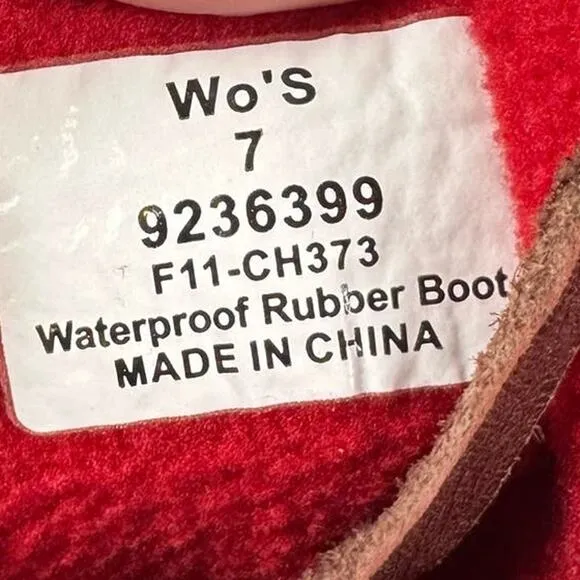 Wo'S
7
9236399
F11-CH373
Waterproof Rubber Boot
MADE IN CHINA